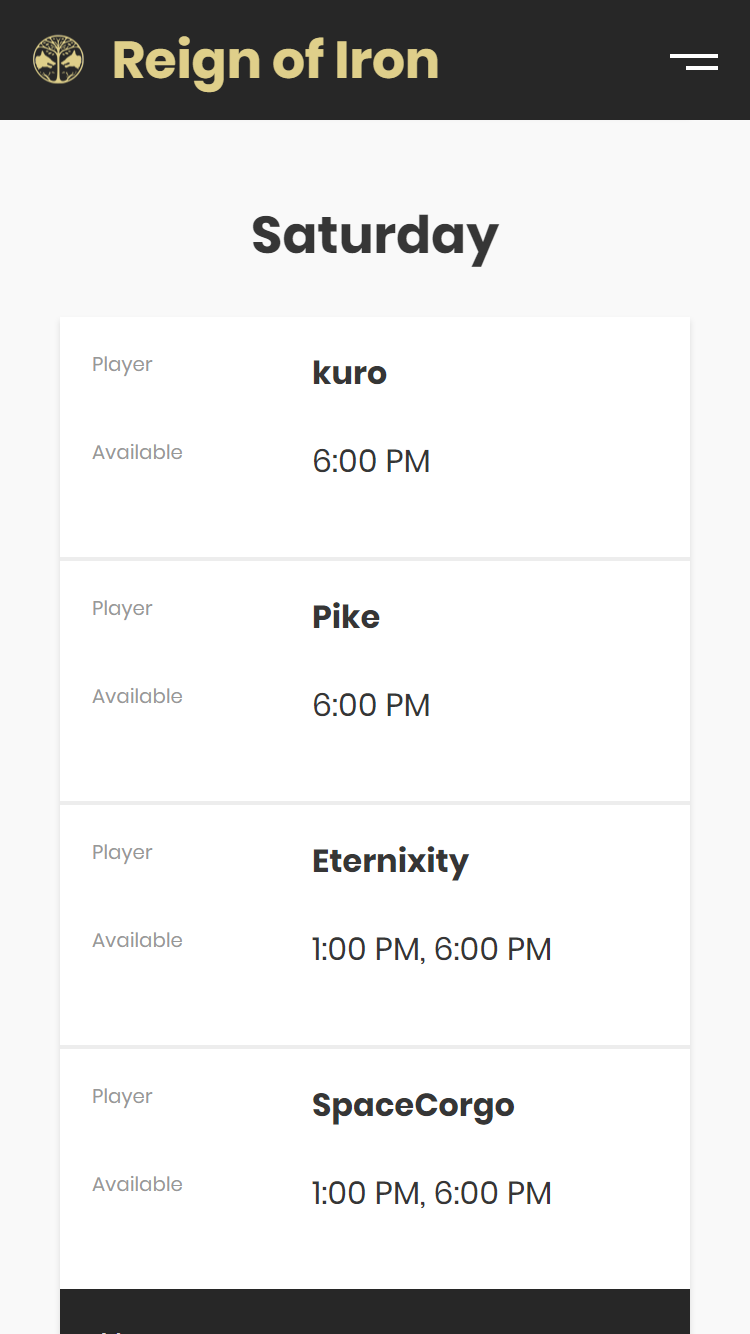 Reign of Iron
Saturday
Player kuro
Available 6:00 PM
Player Pike
Available 6:00 PM
Player Eternixity
Available 1:00 PM, 6:00 PM
Player SpaceCorgo
Available 1:00 PM, 6:00 PM